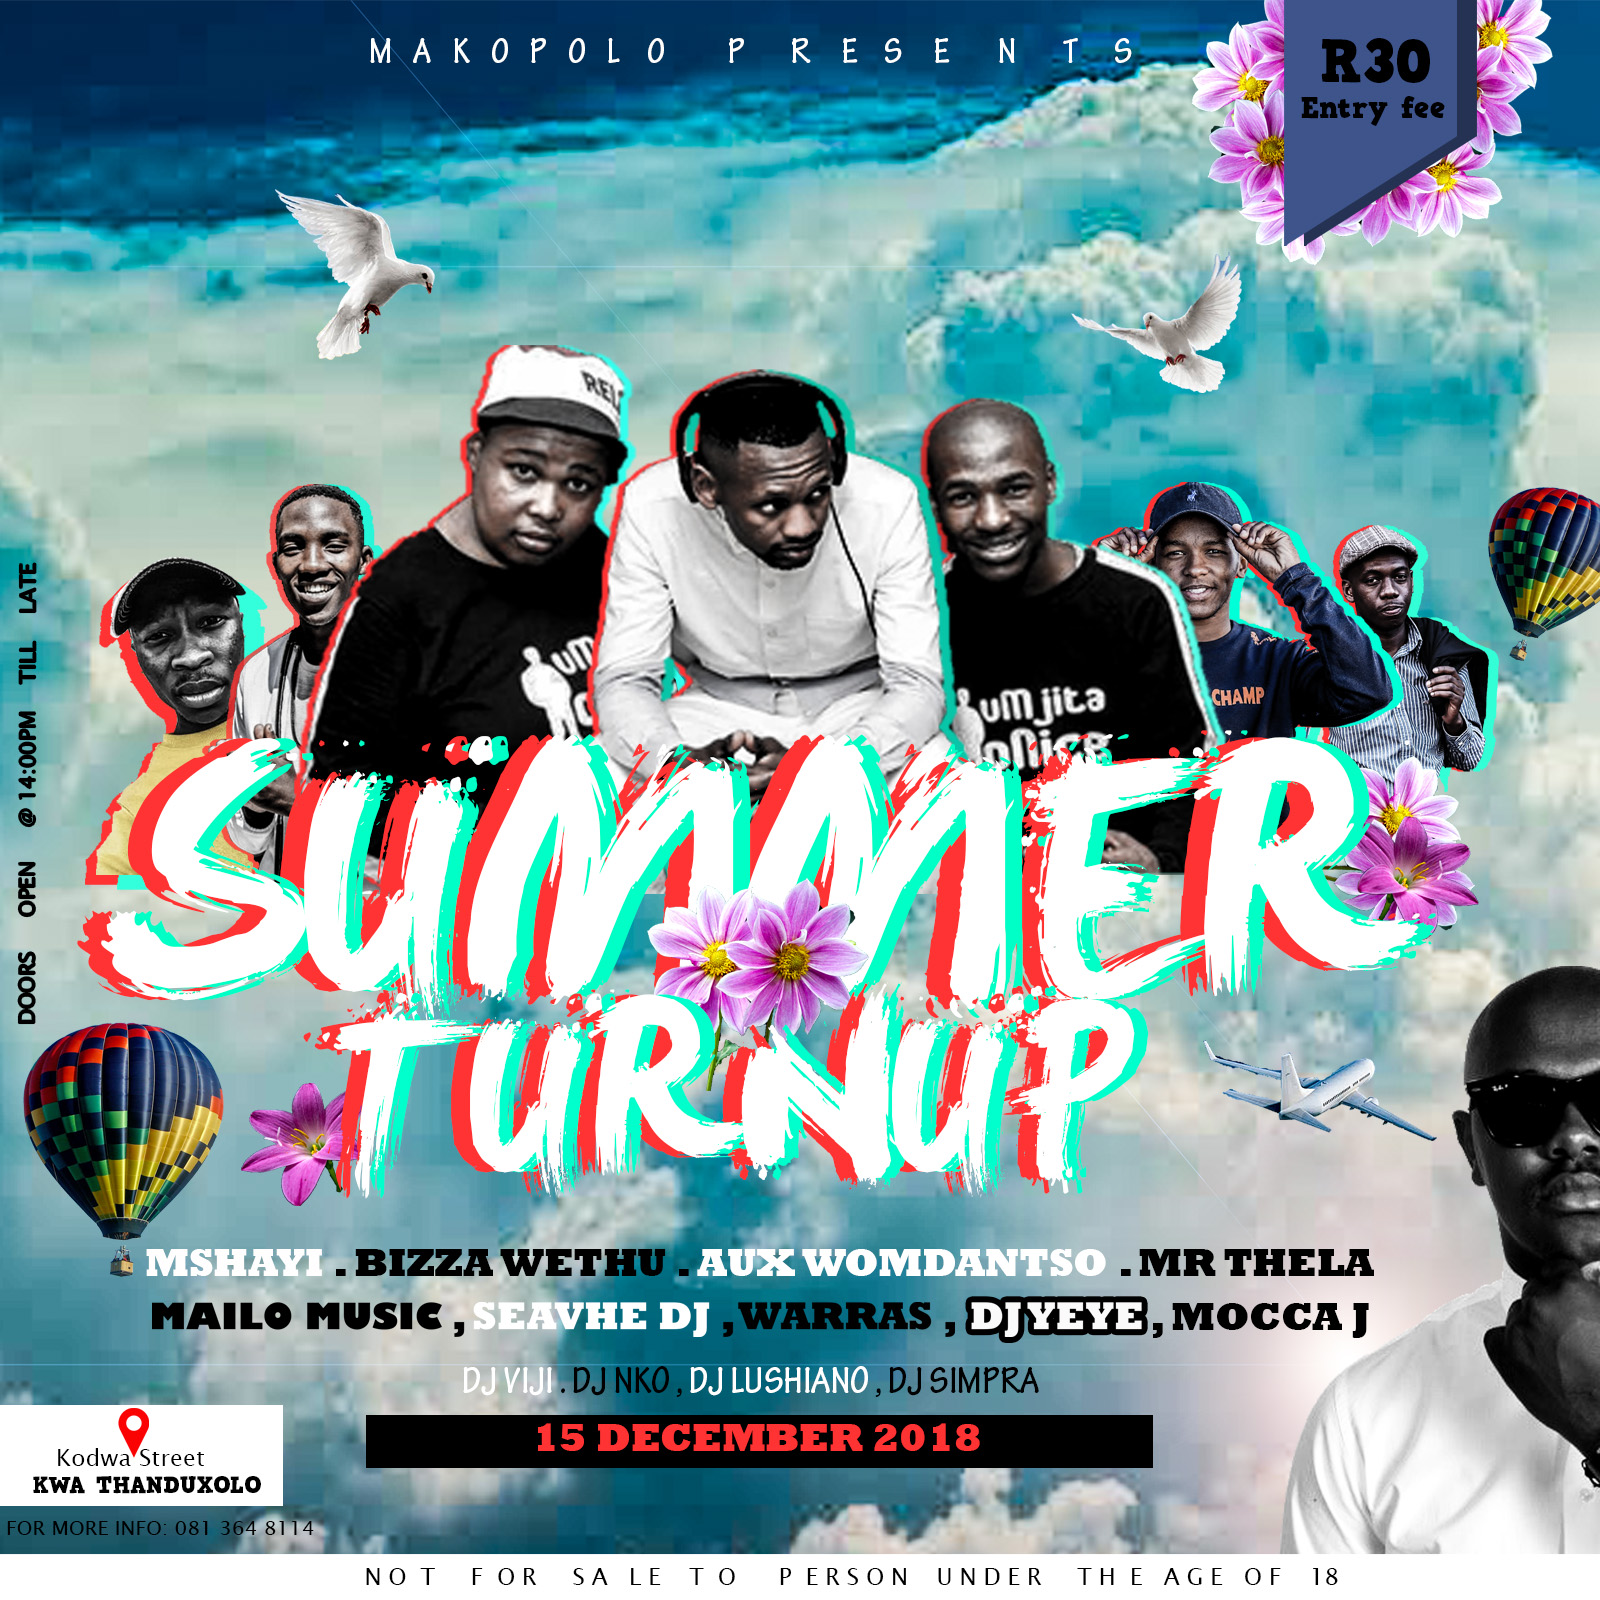 MAKOPOLO PRESENTS
R30
Entry fee
DOORS OPEN @ 14:00PM TILL LATE
CHAMP
UM jita
SUMMER
TURNUP
MSHAYI . BIZZA WETHU . AUX WOMDANTSO . MR THELA
MAILO MUSIC , SEAVHE DJ , WARRAS , DJ YEYE , MOCCA J
DJ VIJI . DJ NKO , DJ LUSHIANO , DJ SIMPRA
15 DECEMBER 2018
Kodwa Street
KWA THANDUXOLO
FOR MORE INFO: 081 364 8114
NOT FOR SALE TO PERSON UNDER THE AGE OF 18